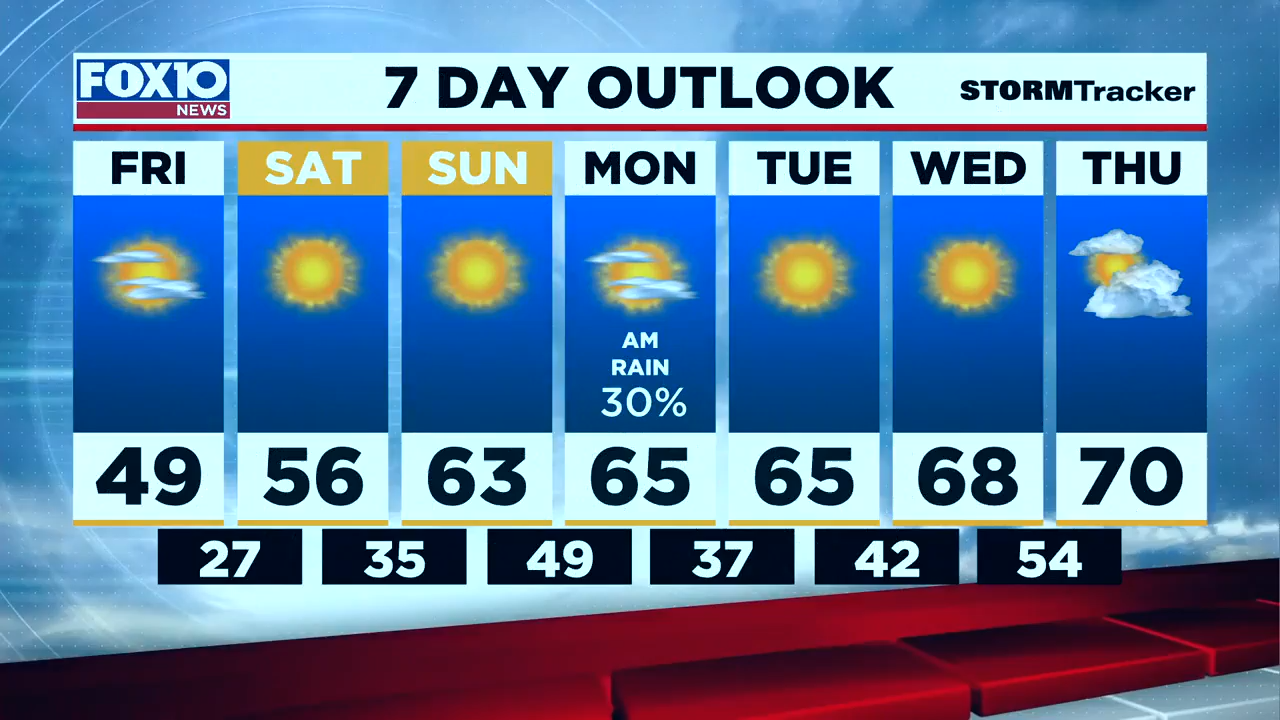 FOX10
NEWS
7 DAY OUTLOOK
STORMTracker
FRI SAT SUN MON TUE WED THU
AM
RAIN
30%
49 56 63 65 65 68 70
27 35 49 37 42 54